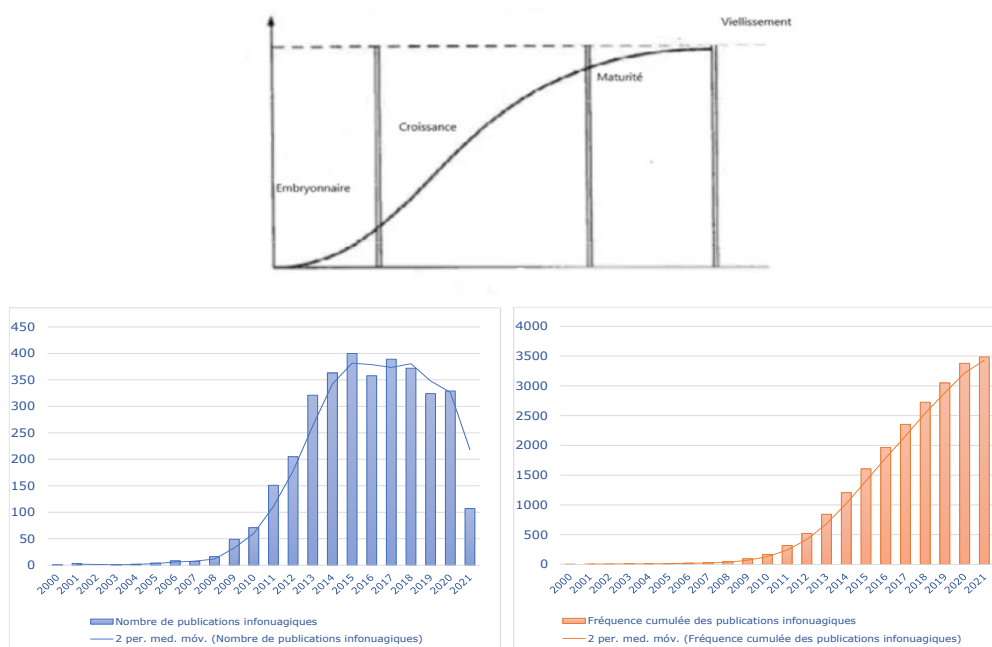 Viellissement
Maturité
Croissance
Embryonnaire
450
400
350
300
250
200
150
100
50
0
2000 2001 2002 2003 2004 2005 2006 2007 2008 2009 2010 2011 2012 2013 2014 2015 2016 2017 2018 2019 2020 2021
Nombre de publications infonuagiques
2 per. med. móv. (Nombre de publications infonuagiques)
4000
3500
3000
2500
2000
1500
1000
500
0
2000 2001 2002 2003 2004 2005 2006 2007 2008 2009 2010 2011 2012 2013 2014 2015 2016 2017 2018 2019 2020 2021
Fréquence cumulée des publications infonuagiques
2 per. med. móv. (Fréquence cumulée des publications infonuagiques)